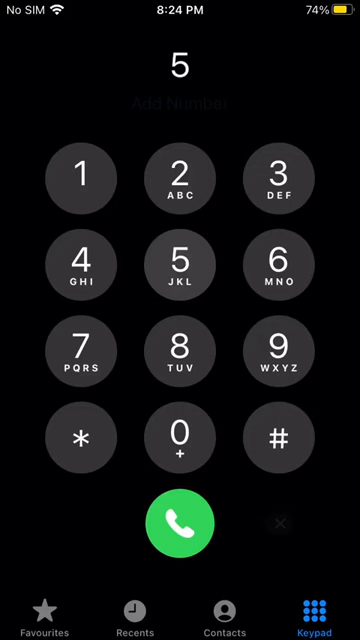 No SIM 8:24 PM 74%
5
Add Number
1 2 3
ABC DEF
4 5 6
GHI JKL MNO
7 8 9
PQRS TUV WXYZ
* 0 #
+
Favourites Recents Contacts Keypad